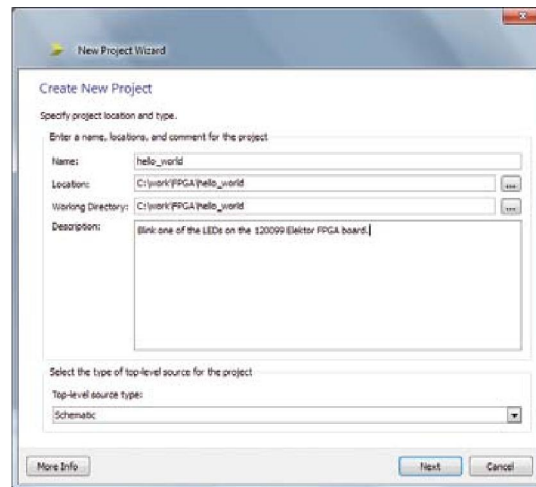 New Project Wizard
Create New Project
Specify project location and type.
Enter a name, locations, and comment for the project
Name: hello_world
Location: C:\work\FPGA\hello_world ...
Working Directory: C:\work\FPGA\hello_world ...
Description: Blink one of the LEDs on the 120099 Elektor FPGA board.
Select the type of top-level source for the project
Top-level source type:
Schematic
More Info Next Cancel